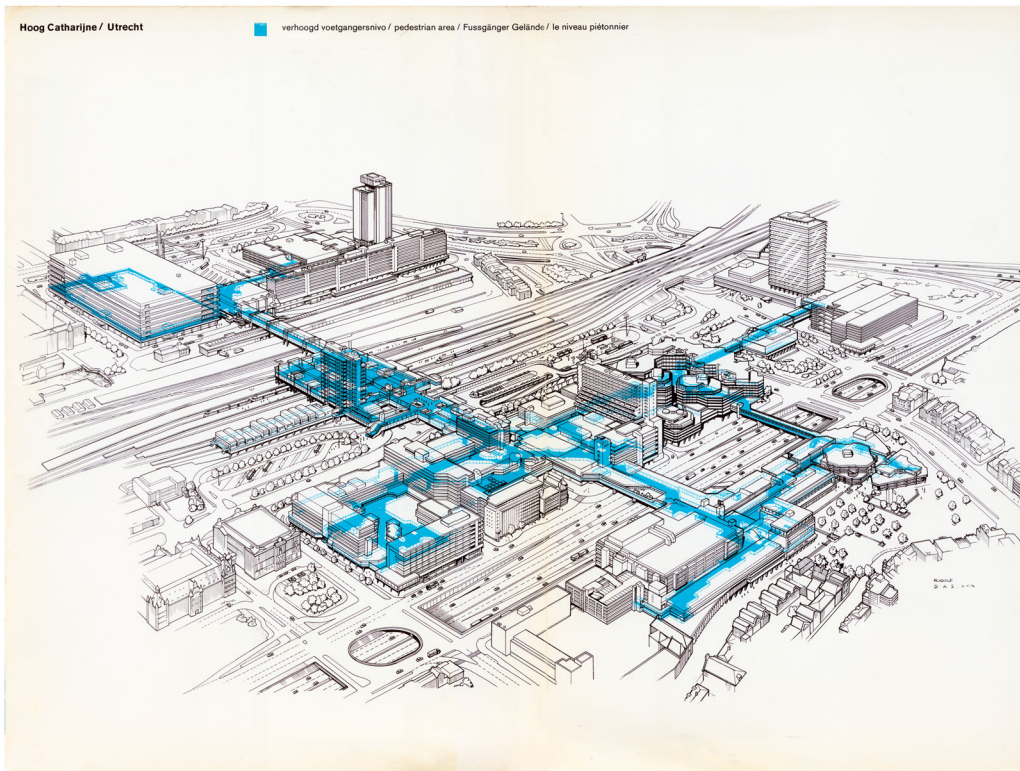 Hoog Catharijne / Utrecht
verhoogd voetgangersnivo / pedestrian area / Fussgänger Gelände / le niveau piétonnier